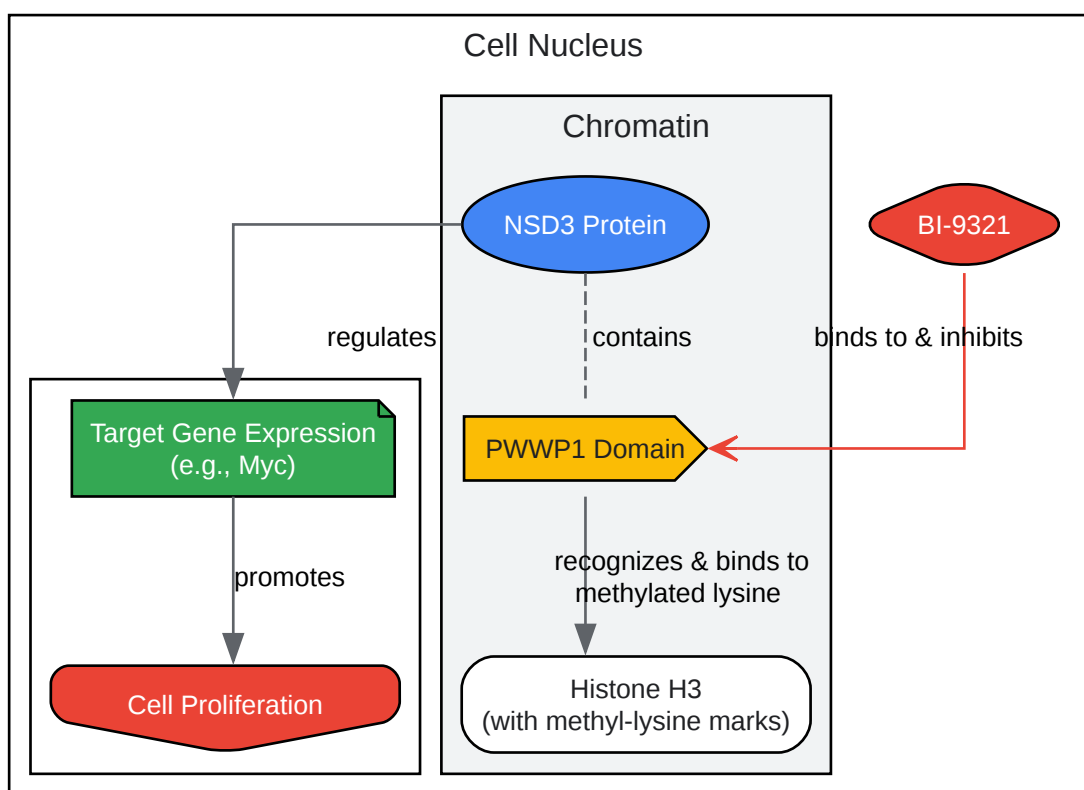 Cell Nucleus
Chromatin
NSD3 Protein
BI-9321
regulates
contains
binds to & inhibits
Target Gene Expression
(e.g., Myc)
PWWP1 Domain
promotes
recognizes & binds to
methylated lysine
Cell Proliferation
Histone H3
(with methyl-lysine marks)